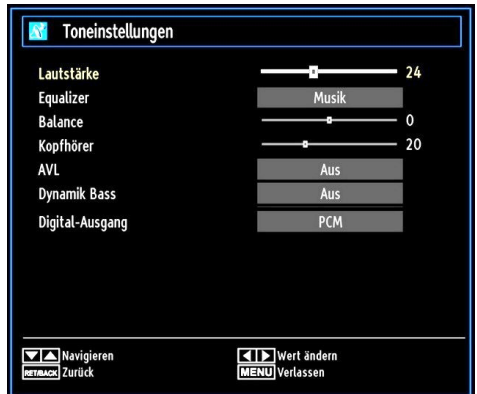 Toneinstellungen
Lautstärke 24
Equalizer Musik
Balance 0
Kopfhörer 20
AVL Aus
Dynamik Bass Aus
Digital-Ausgang PCM
Navigieren Wert ändern
RET/BACK Zurück MENU Verlassen